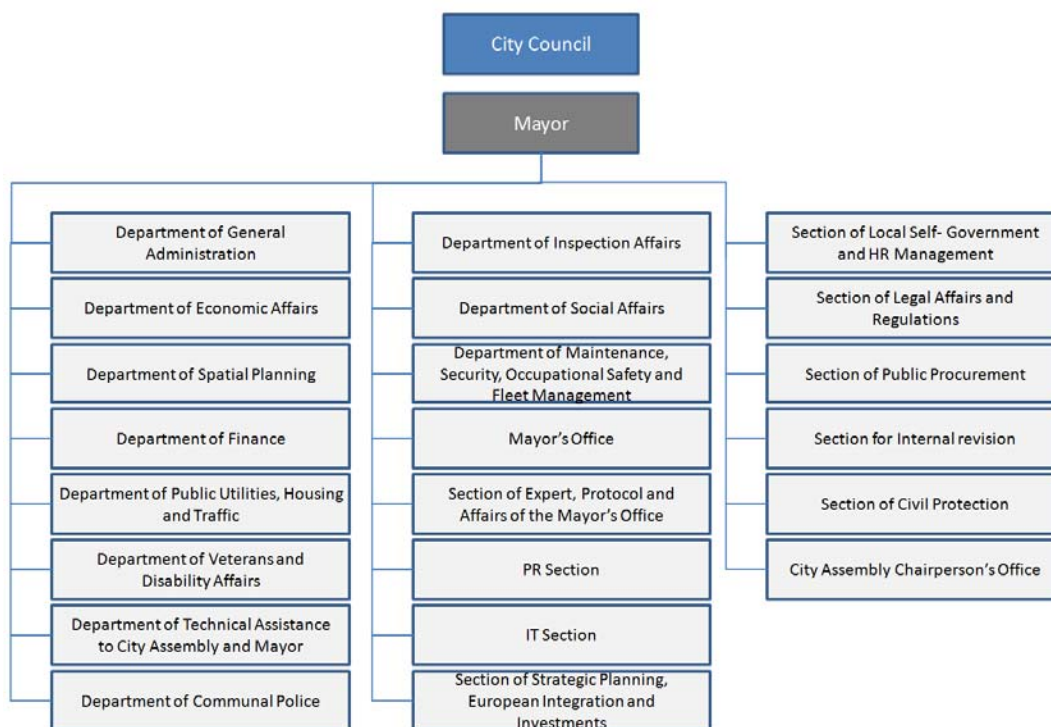 City Council
Mayor
Department of General
Administration
Department of Economic Affairs
Department of Spatial Planning
Department of Finance
Department of Public Utilities, Housing
and Traffic
Department of Veterans and
Disability Affairs
Department of Technical Assistance
to City Assembly and Mayor
Department of Communal Police
Department of Inspection Affairs
Department of Social Affairs
Department of Maintenance,
Security, Occupational Safety and
Fleet Management
Mayor's Office
Section of Expert, Protocol and
Affairs of the Mayor's Office
PR Section
IT Section
Section of Strategic Planning,
European Integration and
Investments
Section of Local Self- Government
and HR Management
Section of Legal Affairs and
Regulations
Section of Public Procurement
Section for Internal revision
Section of Civil Protection
City Assembly Chairperson's Office